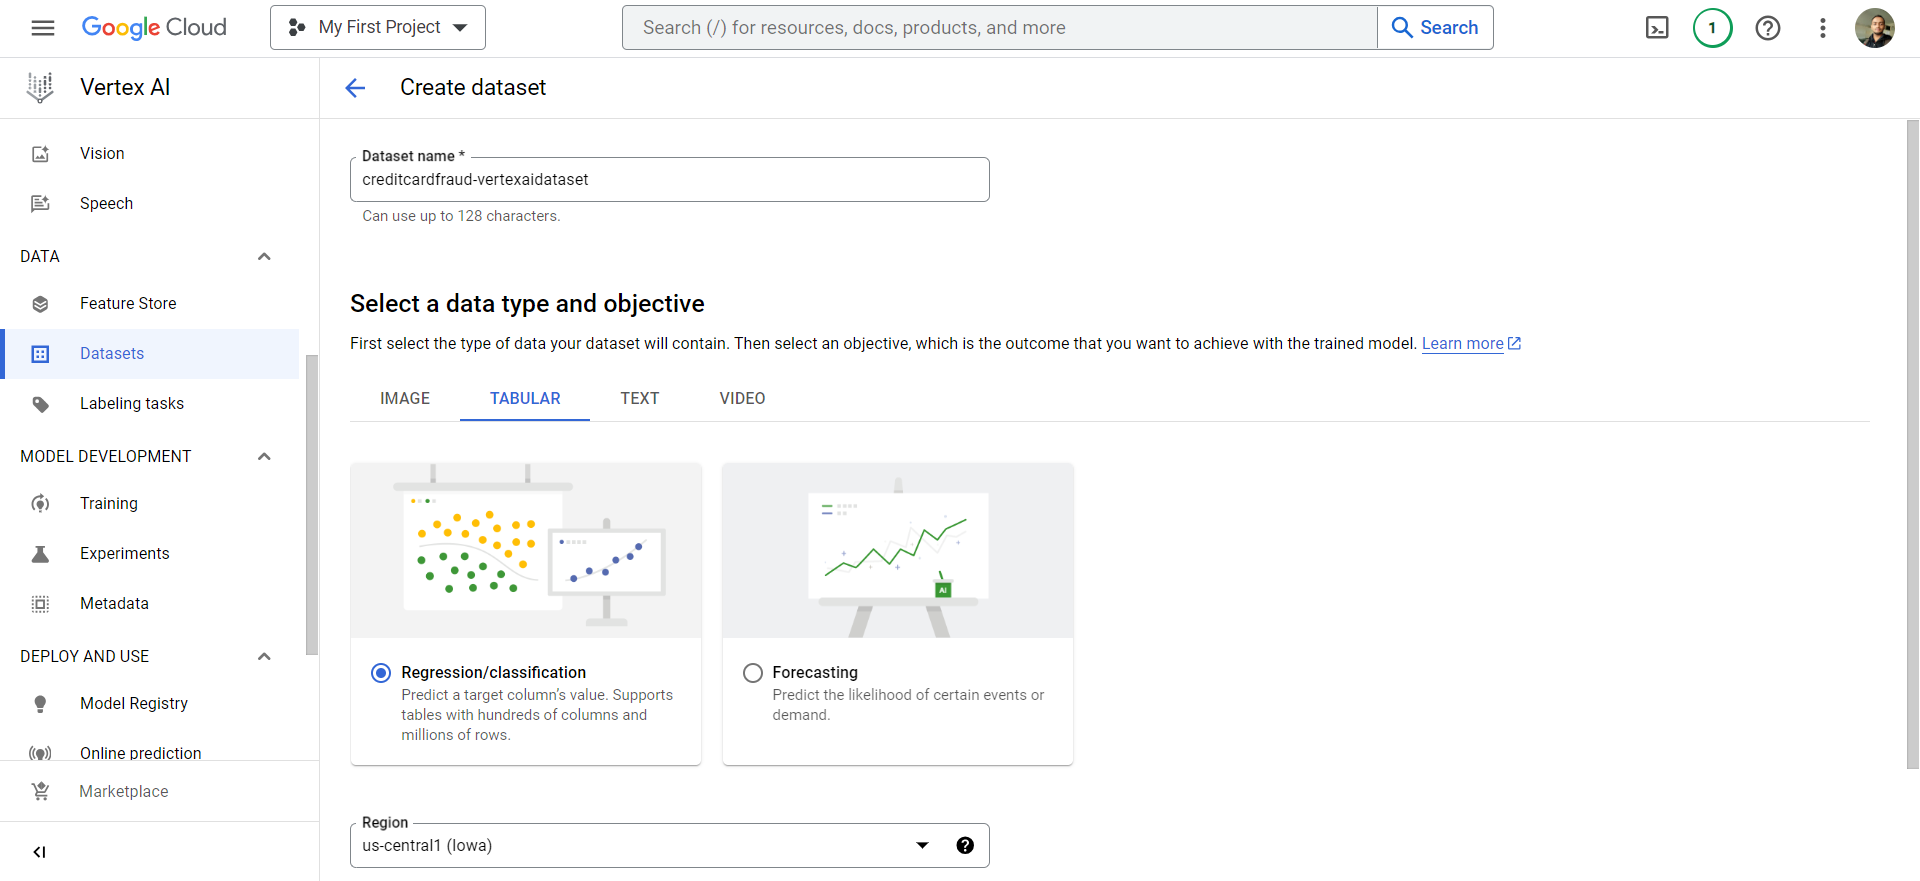 Google Cloud
My First Project
Search (/) for resources, docs, products, and more
Search
1
Vertex AI
Create dataset
Vision
Speech
DATA
Feature Store
Datasets
Labeling tasks
MODEL DEVELOPMENT
Training
Experiments
Metadata
DEPLOY AND USE
Model Registry
Online prediction
Marketplace
Dataset name *
creditcardfraud-vertexaidataset
Can use up to 128 characters.
Select a data type and objective
First select the type of data your dataset will contain. Then select an objective, which is the outcome that you want to achieve with the trained model. Learn more
IMAGE TABULAR TEXT VIDEO
AI
Regression/classification
Predict a target column's value. Supports
tables with hundreds of columns and
millions of rows.
Forecasting
Predict the likelihood of certain events or
demand.
Region
us-central1 (Iowa)